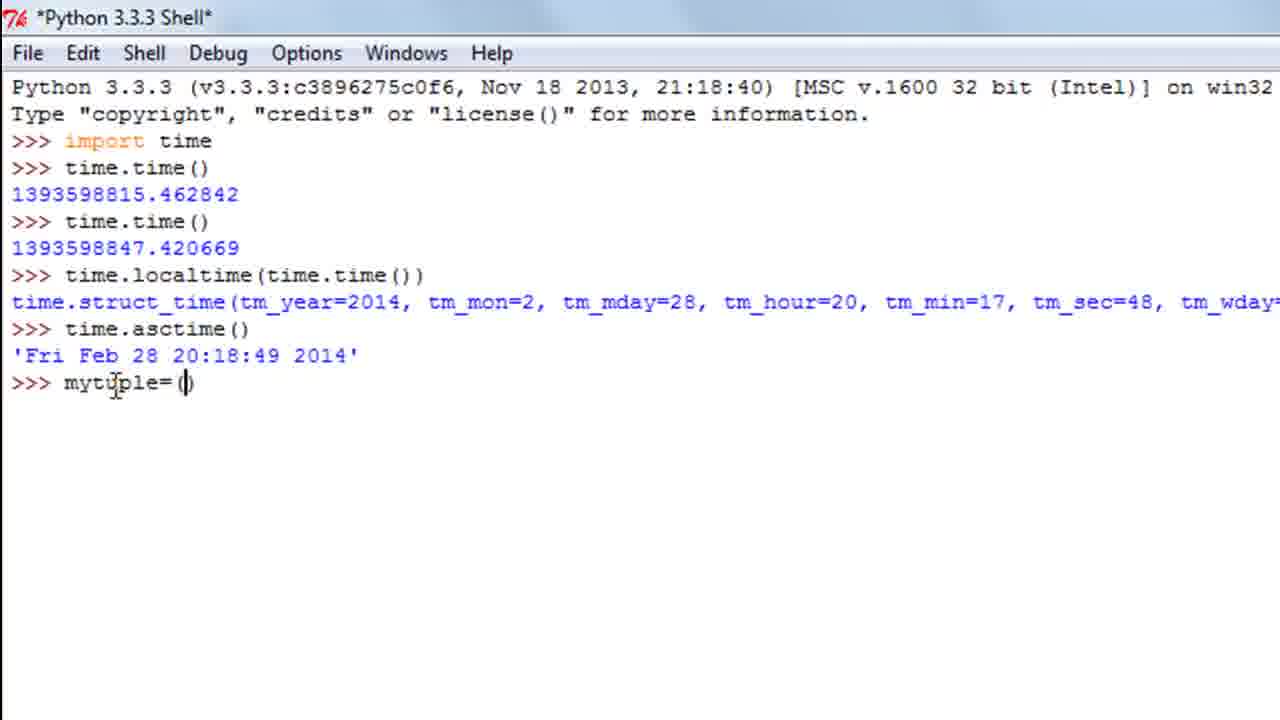 *Python 3.3.3 Shell*
File Edit Shell Debug Options Windows Help
Python 3.3.3 (v3.3.3:c3896275c0f6, Nov 18 2013, 21:18:40) [MSC v.1600 32 bit (Intel)] on win32
Type "copyright", "credits" or "license()" for more information.
>>> import time
>>> time.time()
1393598815.462842
>>> time.time()
1393598847.420669
>>> time.localtime(time.time())
time.struct_time(tm_year=2014, tm_mon=2, tm_mday=28, tm_hour=20, tm_min=17, tm_sec=48, tm_wday=
>>> time.asctime()
'Fri Feb 28 20:18:49 2014'
>>> mytuple=()